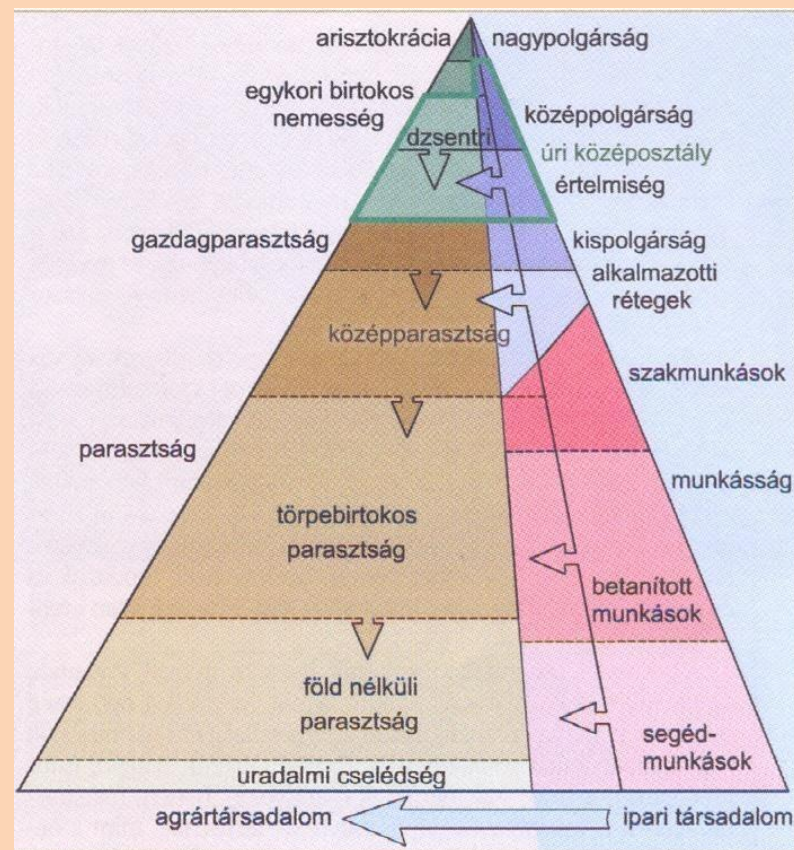 arisztokrácia
nagypolgárság
egykori birtokos
nemesség
középpolgárság
dzsentri
úri középosztály
értelmiség
gazdagparasztság
kispolgárság
alkalmazotti
rétegek
középparasztság
szakmunkások
parasztság
munkásság
törpebirtokos
parasztság
betanított
munkások
föld nélküli
parasztság
segéd-
munkások
uradalmi cselédség
agrártársadalom
ipari társadalom